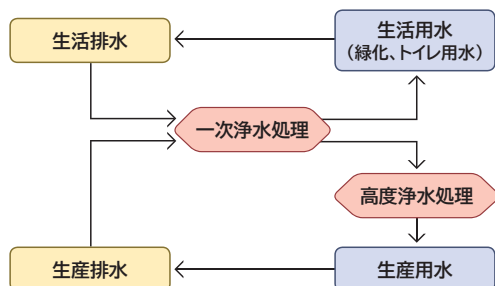 生活排水
生活用水
（緑化、トイレ用水）
一次浄水処理
高度浄水処理
生産排水
生産用水